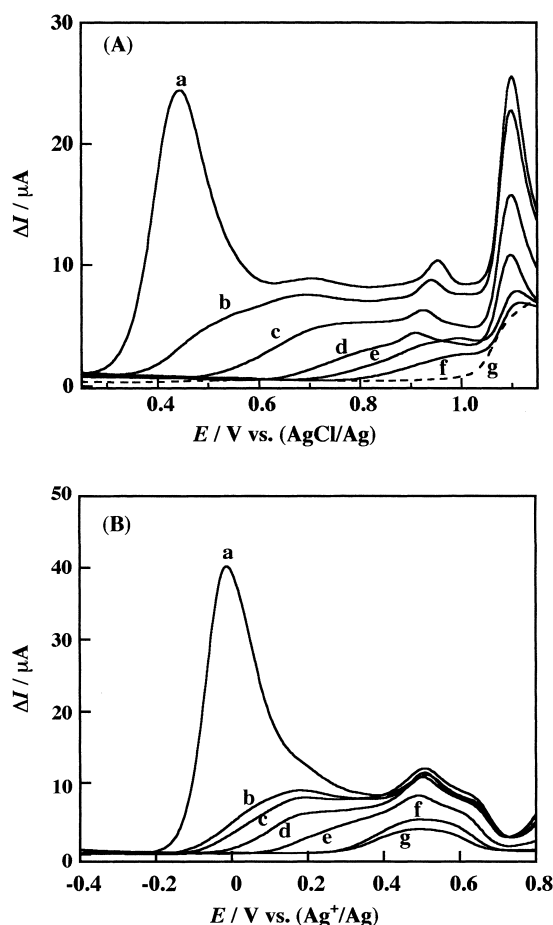 (A)
30
20
10
0
ΔI / μA
a
b
c
d
e
f
g
0.4 0.6 0.8 1.0
E / V vs. (AgCl/Ag)
(B)
50
40
30
20
10
0
ΔI / μA
a
b
c
d
e
f
g
-0.4 -0.2 0 0.2 0.4 0.6 0.8
E / V vs. (Ag⁺/Ag)